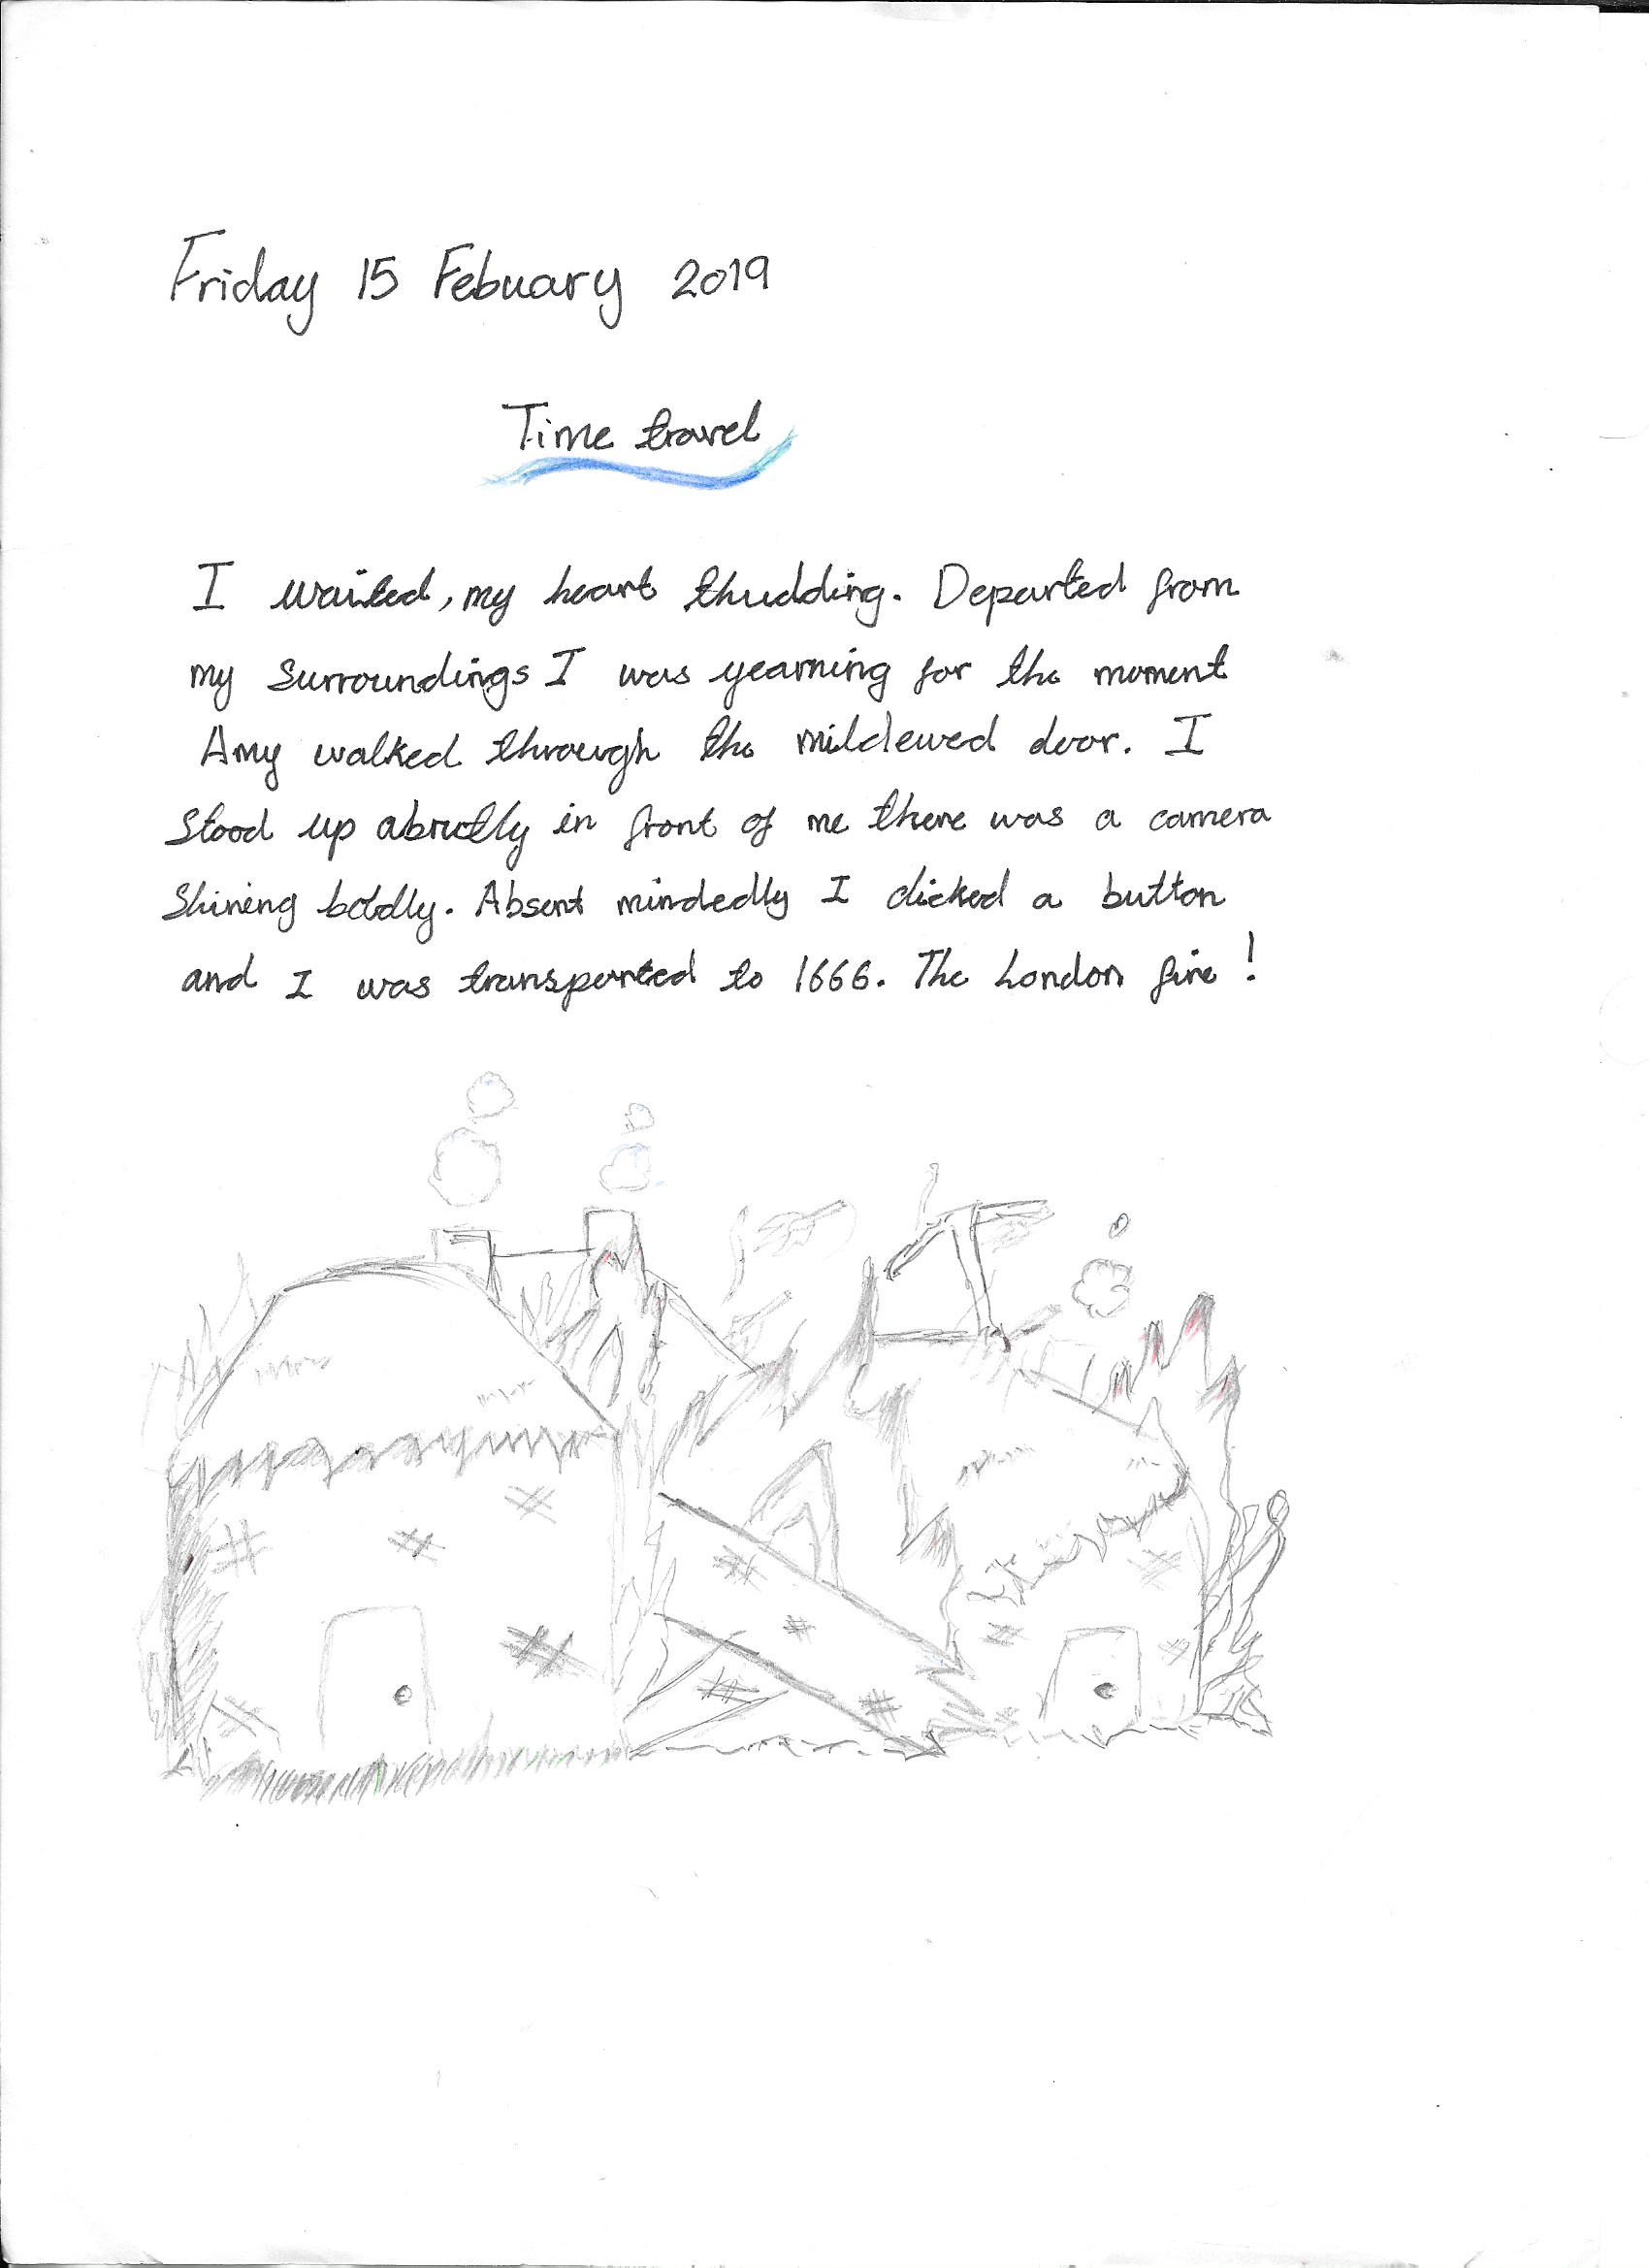 Friday 15 Febuary 2019
Time travel
I waited, my heart thudding. Departed from
my surroundings I was yearning for the moment
Amy walked through the mildewed door. I
stood up abrutly in front of me there was a camera
shining boldly. Absent mindedly I clicked a button
and I was transported to 1666. The London fire!